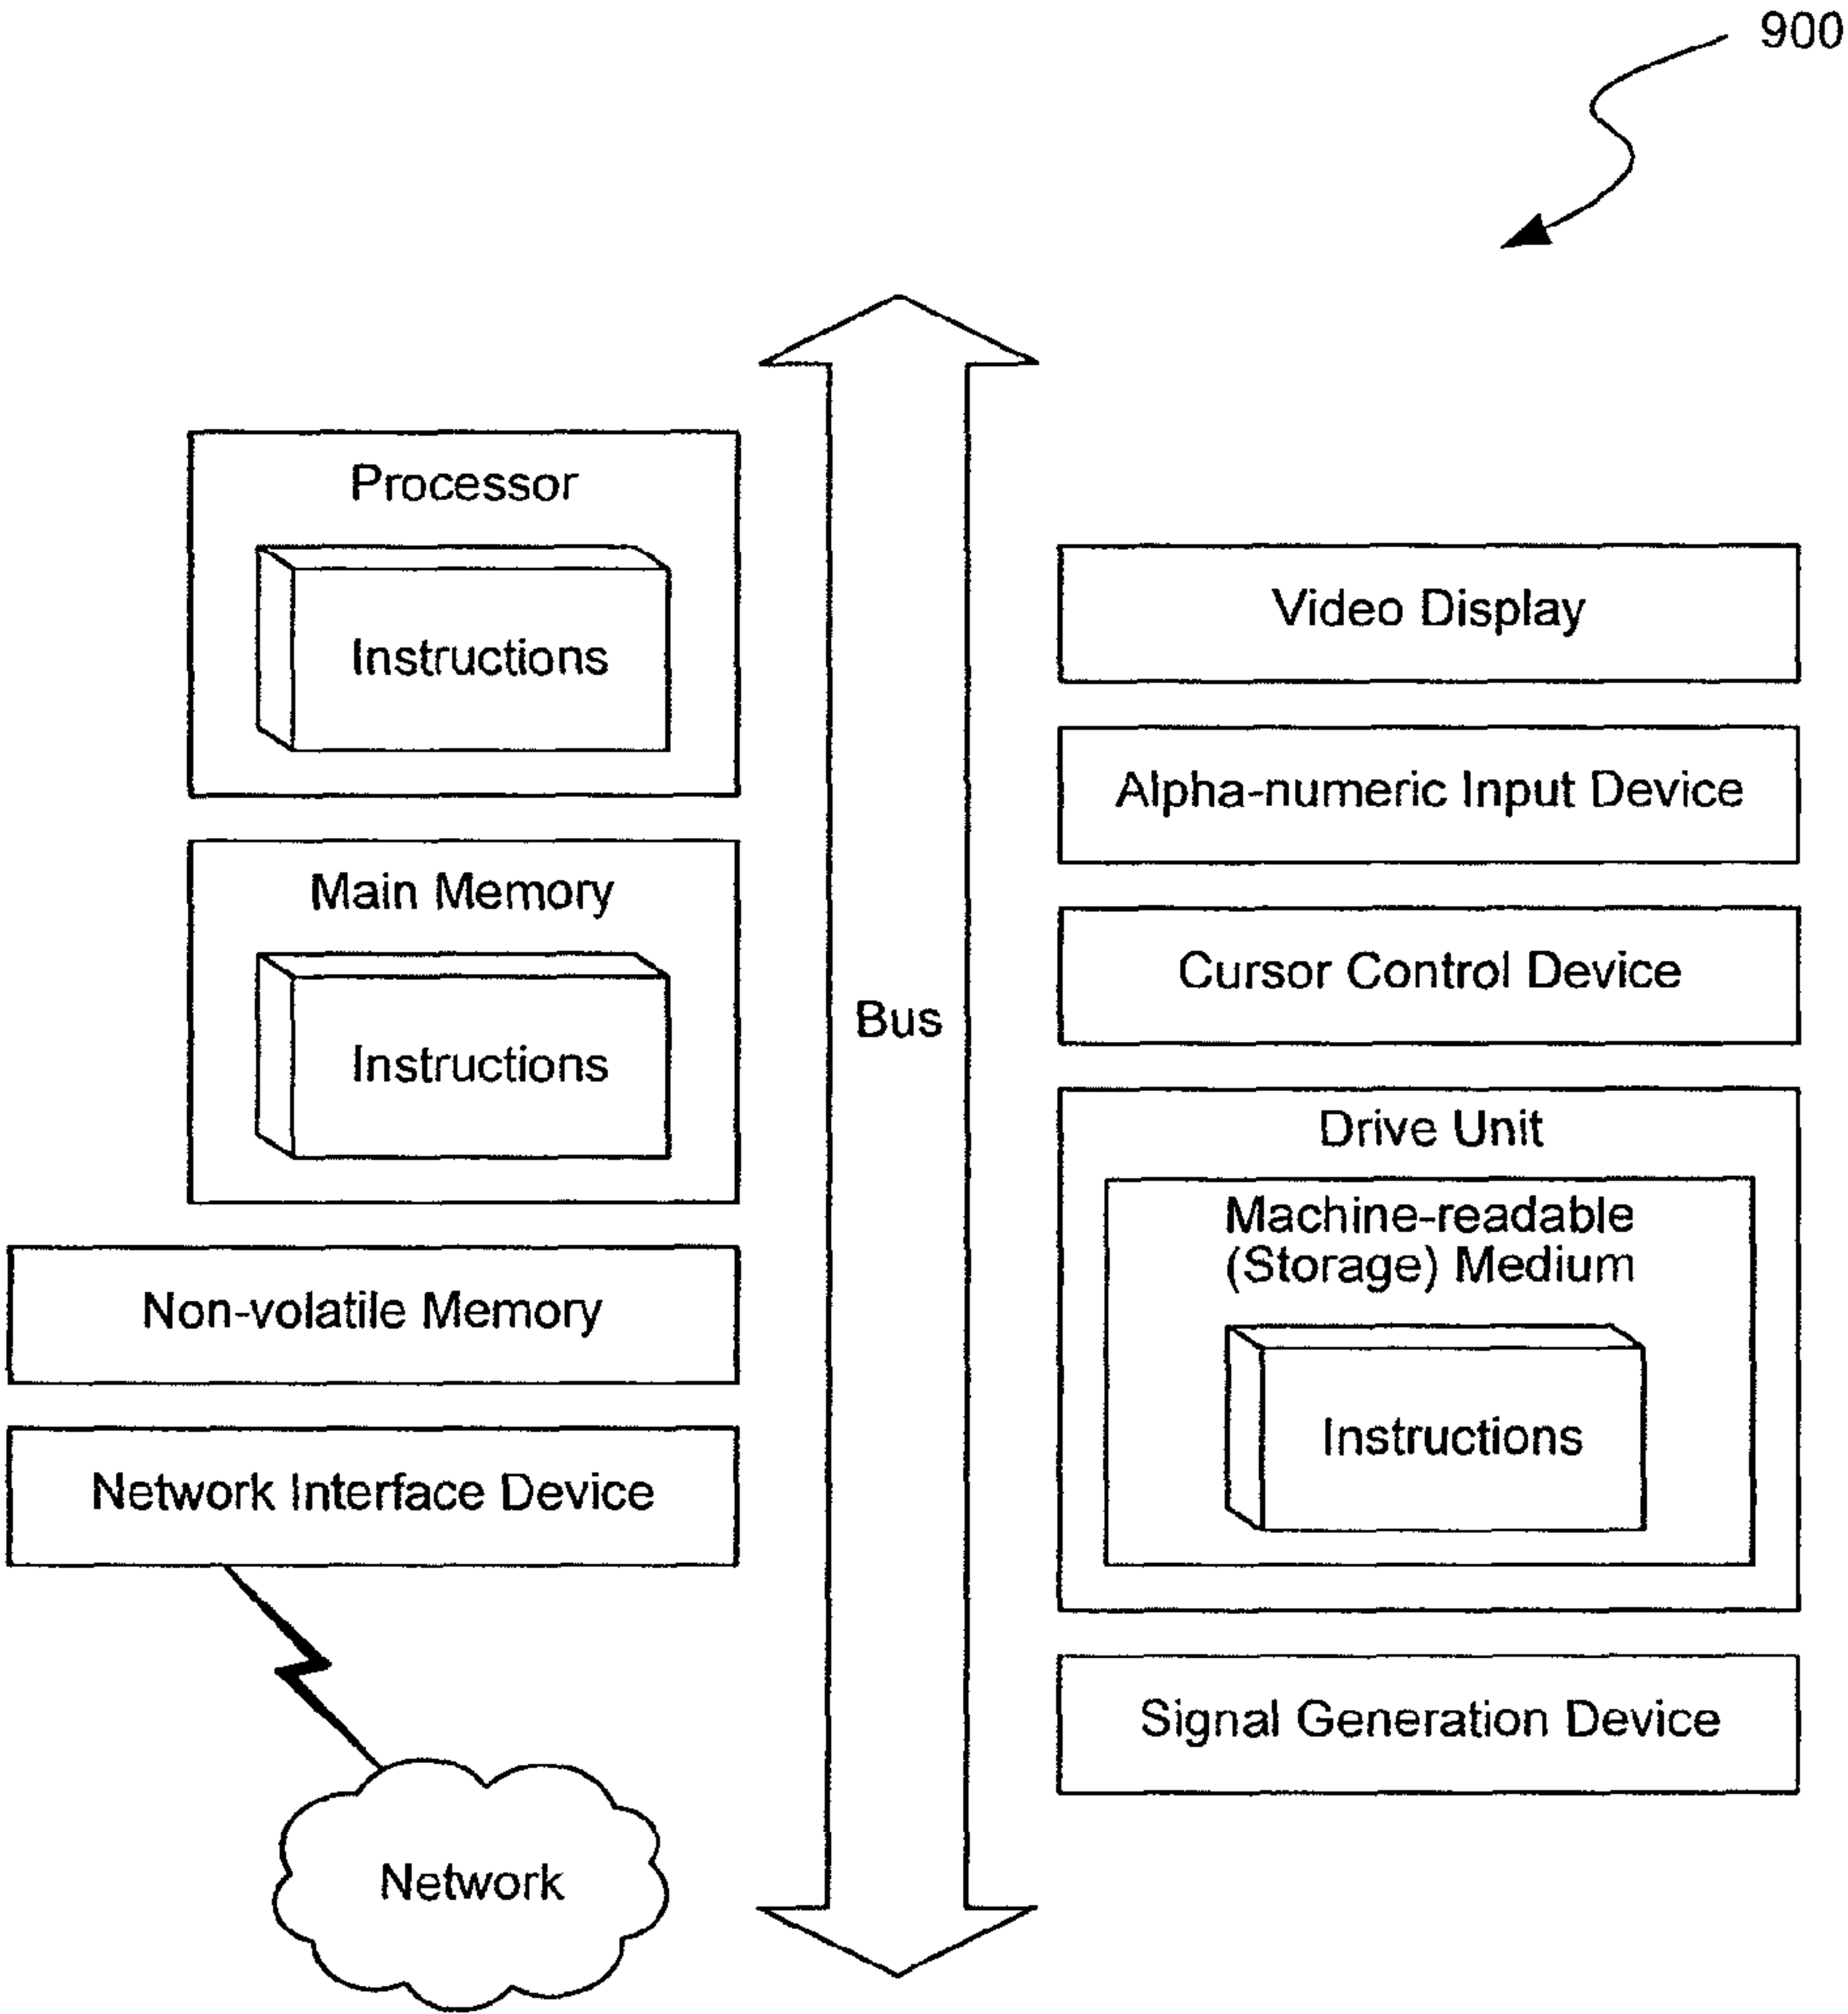 900
Processor
Instructions
Main Memory
Instructions
Non-volatile Memory
Network Interface Device
Network
Bus
Video Display
Alpha-numeric Input Device
Cursor Control Device
Drive Unit
Machine-readable
(Storage) Medium
Instructions
Signal Generation Device